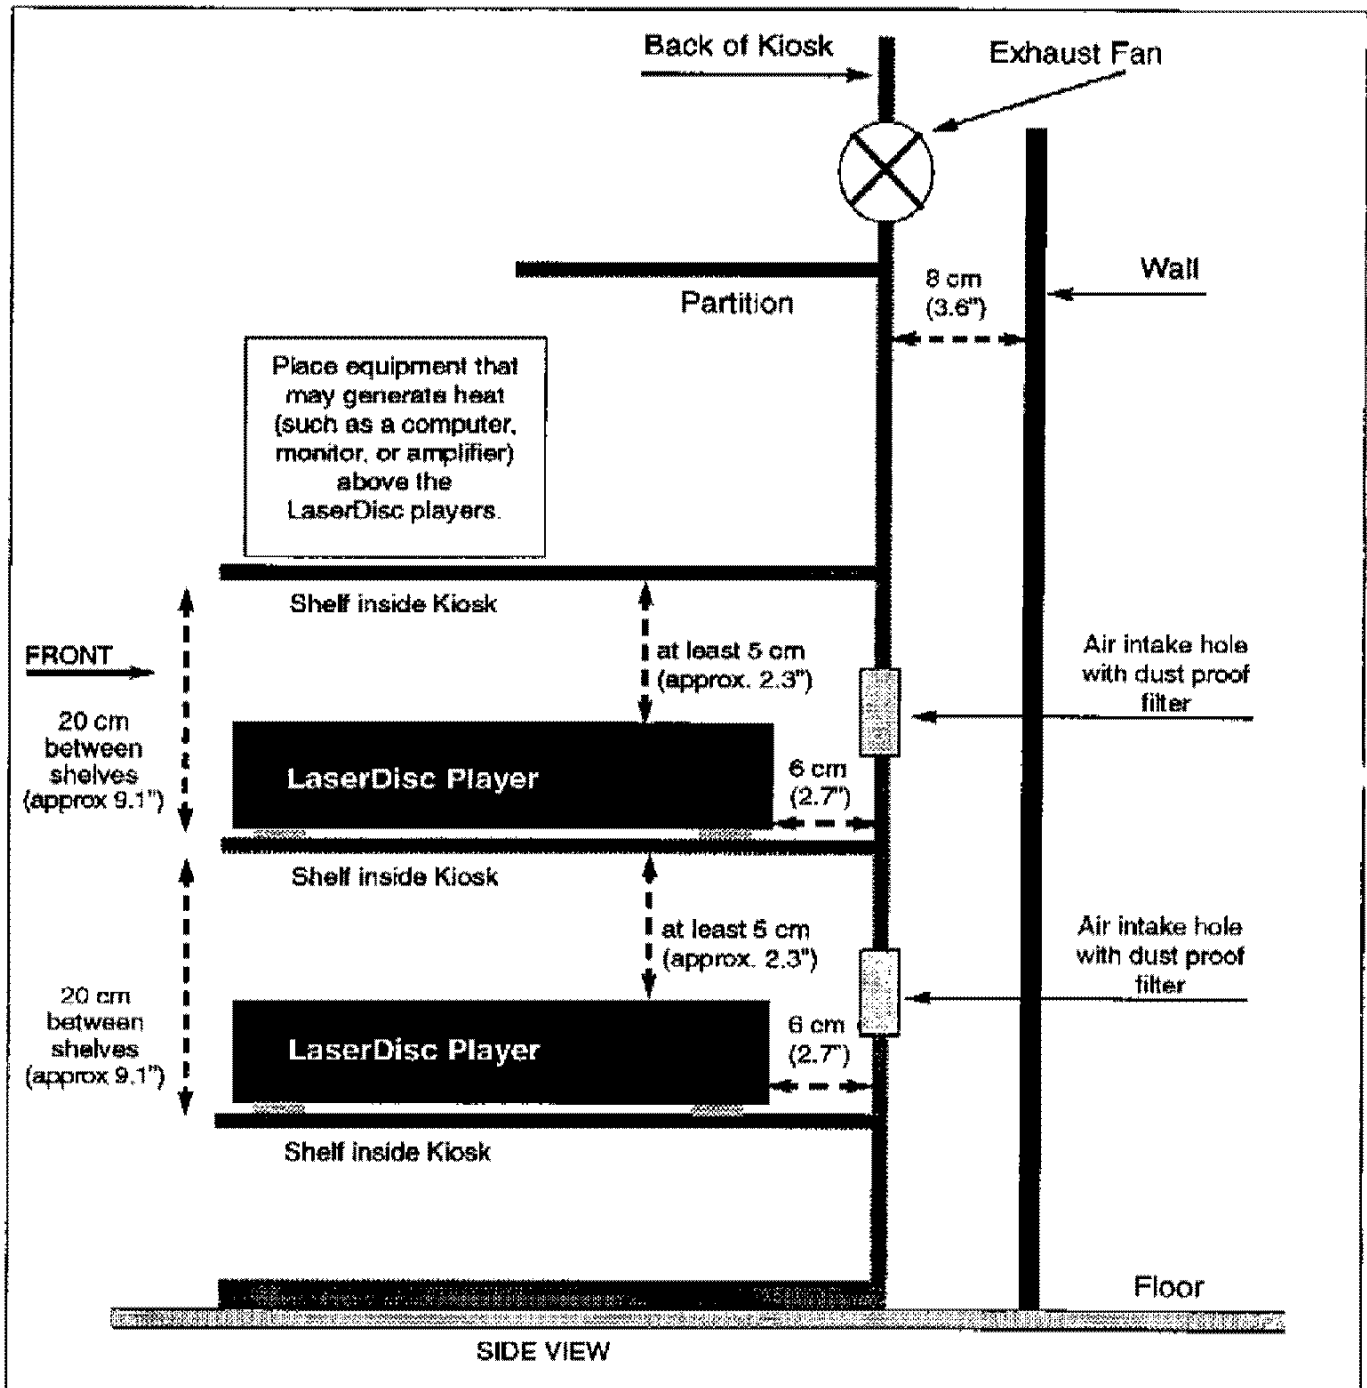 Back of Kiosk
Exhaust Fan
Wall
8 cm
(3.6")
Partition
Place equipment that
may generate heat
(such as a computer,
monitor, or amplifier)
above the
LaserDisc players.
Shelf inside Kiosk
FRONT
at least 5 cm
(approx. 2.3")
Air intake hole
with dust proof
filter
20 cm
between
shelves
(approx 9.1")
LaserDisc Player
6 cm
(2.7")
Shelf inside Kiosk
at least 5 cm
(approx. 2.3")
Air intake hole
with dust proof
filter
20 cm
between
shelves
(approx 9.1")
LaserDisc Player
6 cm
(2.7")
Shelf inside Kiosk
Floor
SIDE VIEW